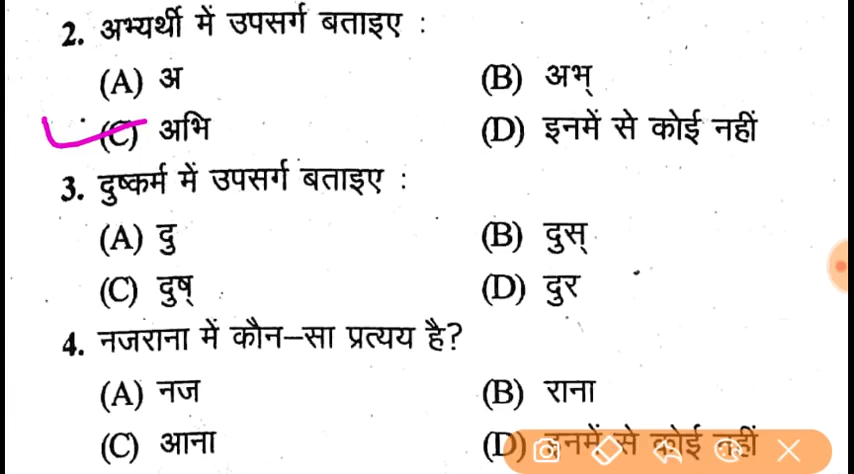 2. अभ्यर्थी में उपसर्ग बताइए :
(A) अ (B) अभ्
(C) अभि (D) इनमें से कोई नहीं
3. दुष्कर्म में उपसर्ग बताइए :
(A) दु (B) दुस्
(C) दुष् (D) दुर
4. नजराना में कौन–सा प्रत्यय है?
(A) नज (B) राना
(C) आना (D) इनमें से कोई नहीं